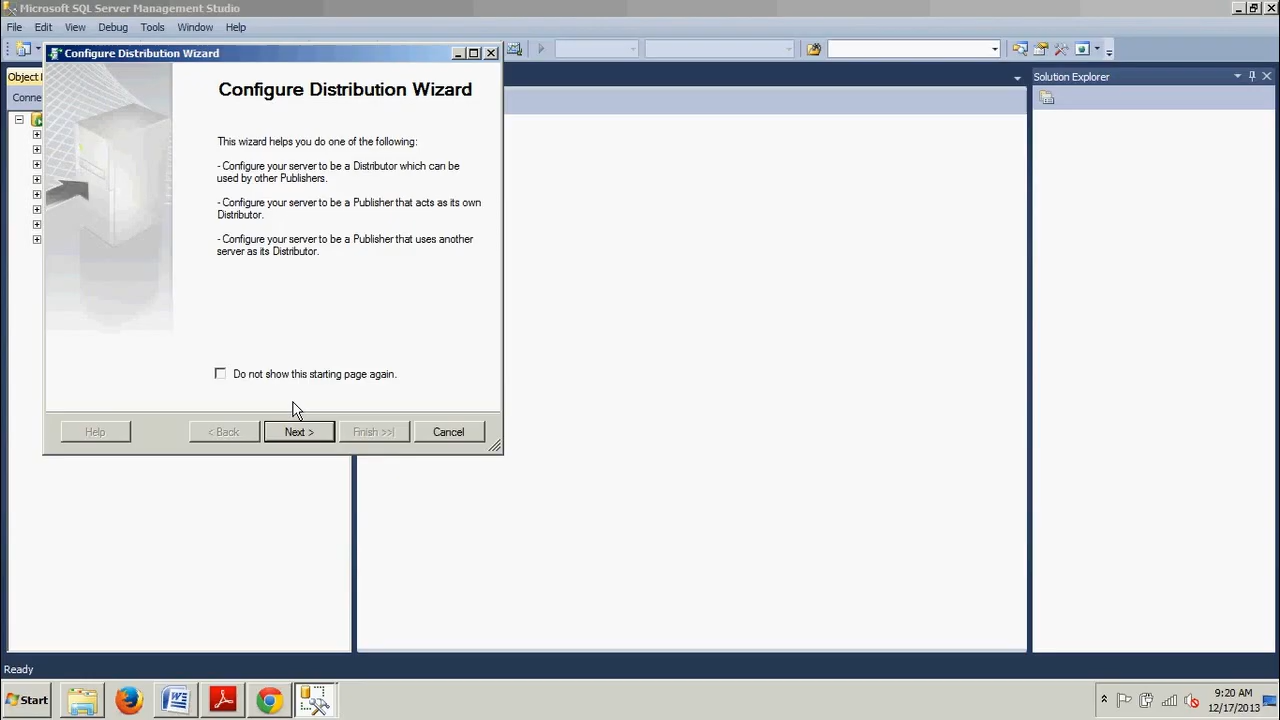 Microsoft SQL Server Management Studio
File Edit View Debug Tools Window Help
Configure Distribution Wizard
Object
Solution Explorer
Conne
Configure Distribution Wizard
This wizard helps you do one of the following:
- Configure your server to be a Distributor which can be
used by other Publishers.
- Configure your server to be a Publisher that acts as its own
Distributor.
- Configure your server to be a Publisher that uses another
server as its Distributor.
Do not show this starting page again.
Help < Back Next > Finish >>| Cancel
Ready
Start
9:20 AM
12/17/2013